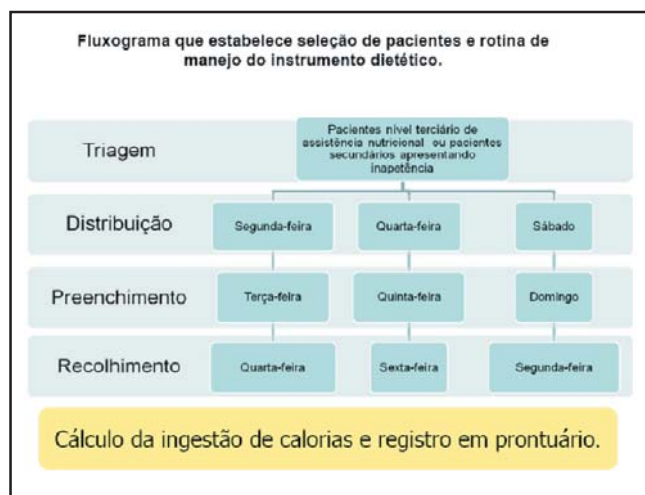 Fluxograma que estabelece seleção de pacientes e rotina de
manejo do instrumento dietético.
Triagem
Pacientes nível terciário de
assistência nutricional ou pacientes
secundários apresentando
inapetência
Distribuição
Segunda-feira
Quarta-feira
Sábado
Preenchimento
Terça-feira
Quinta-feira
Domingo
Recolhimento
Quarta-feira
Sexta-feira
Segunda-feira
Cálculo da ingestão de calorias e registro em prontuário.